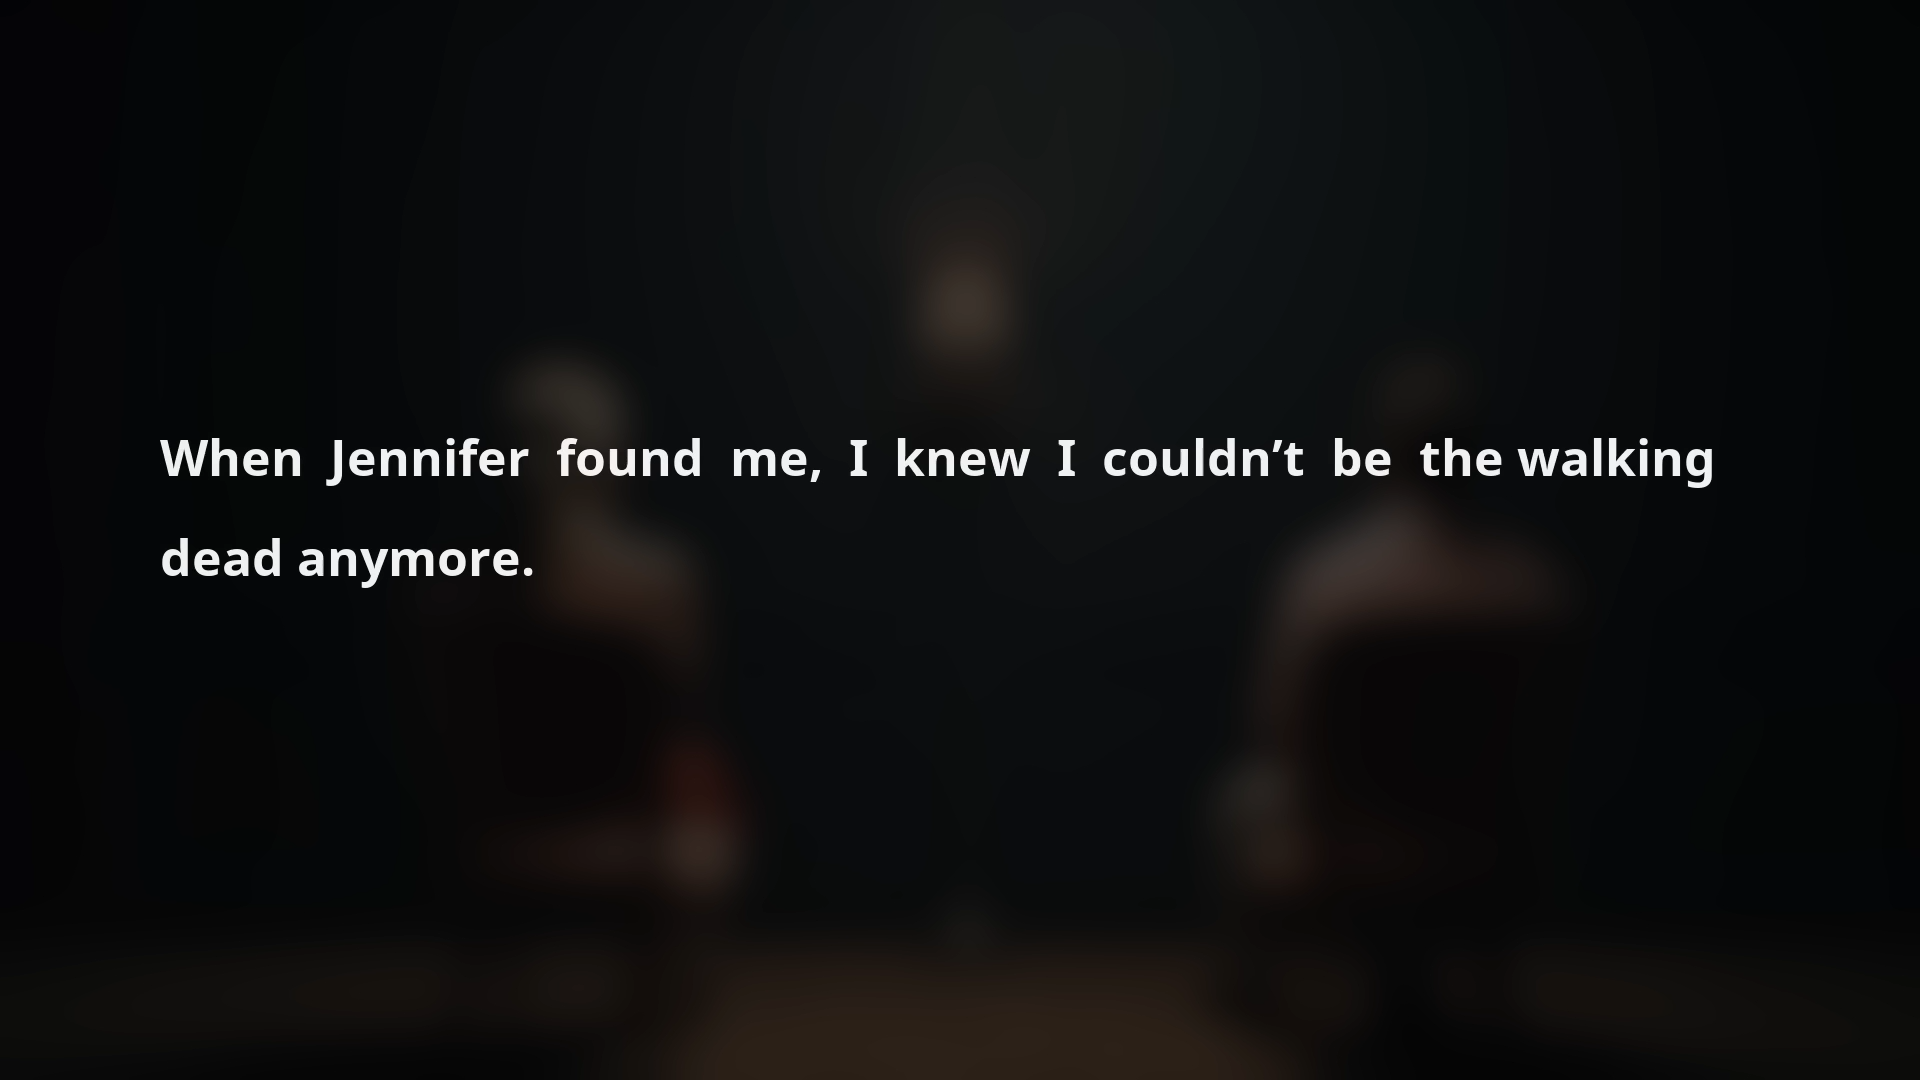 When Jennifer found me, I knew I couldn’t be the walking
dead anymore.